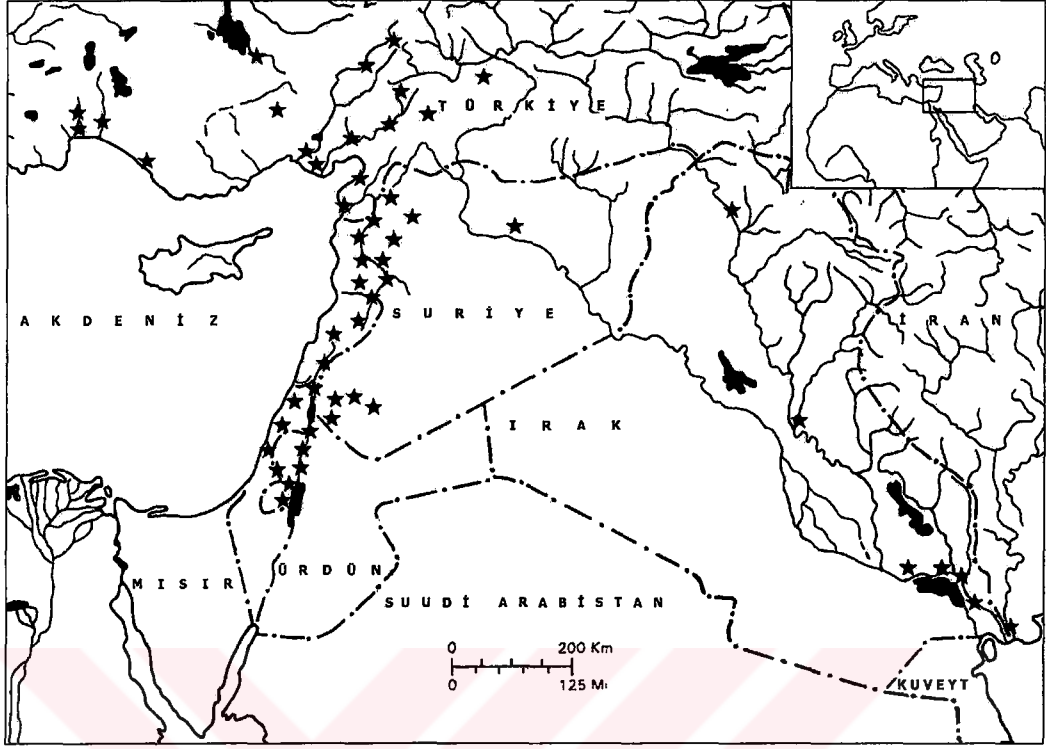 TÜRKİYE
AKDENİZ
SURİYE
İRAN
IRAK
MISIR
ÜRDÜN
SUUDİ ARABİSTAN
0 200 Km
0 125 Mi
KUVEYT